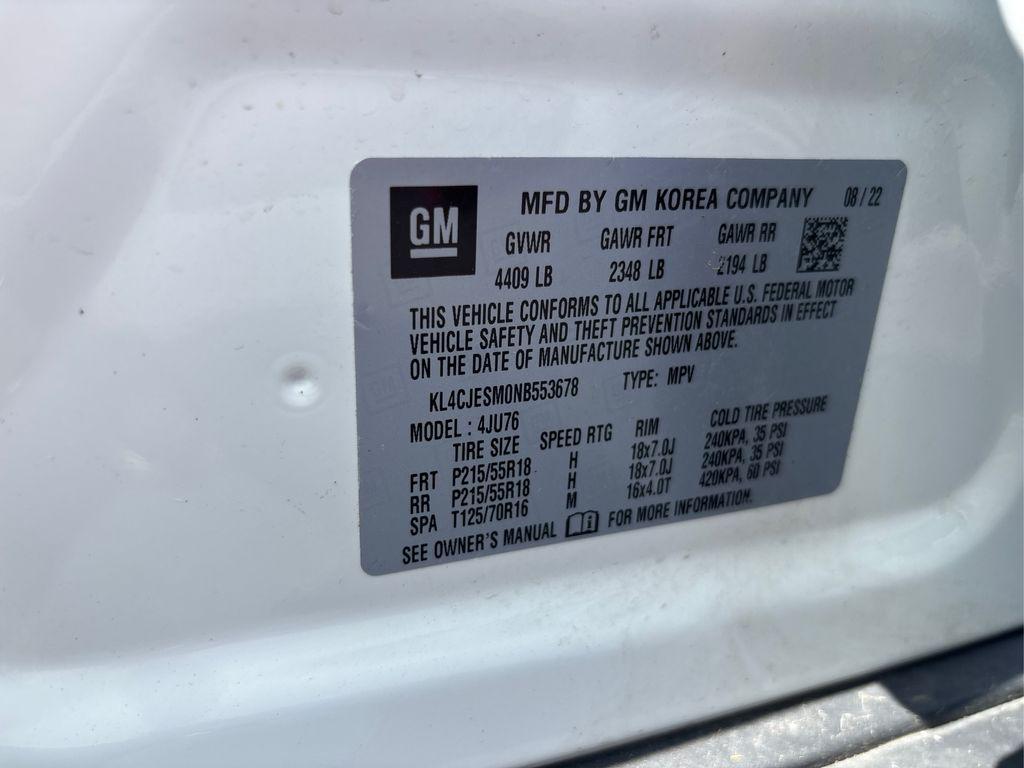 GM
MFD BY GM KOREA COMPANY 08 / 22
GVWR GAWR FRT GAWR RR
4409 LB 2348 LB 2194 LB
THIS VEHICLE CONFORMS TO ALL APPLICABLE U.S. FEDERAL MOTOR
VEHICLE SAFETY AND THEFT PREVENTION STANDARDS IN EFFECT
ON THE DATE OF MANUFACTURE SHOWN ABOVE.
KL4CJESM0NB553678 TYPE: MPV
MODEL : 4JU76
TIRE SIZE SPEED RTG RIM COLD TIRE PRESSURE
FRT P215/55R18 H 18x7.0J 240KPA, 35 PSI
RR P215/55R18 H 18x7.0J 240KPA, 35 PSI
SPA T125/70R16 M 16x4.0T 420KPA, 60 PSI
SEE OWNER'S MANUAL FOR MORE INFORMATION.